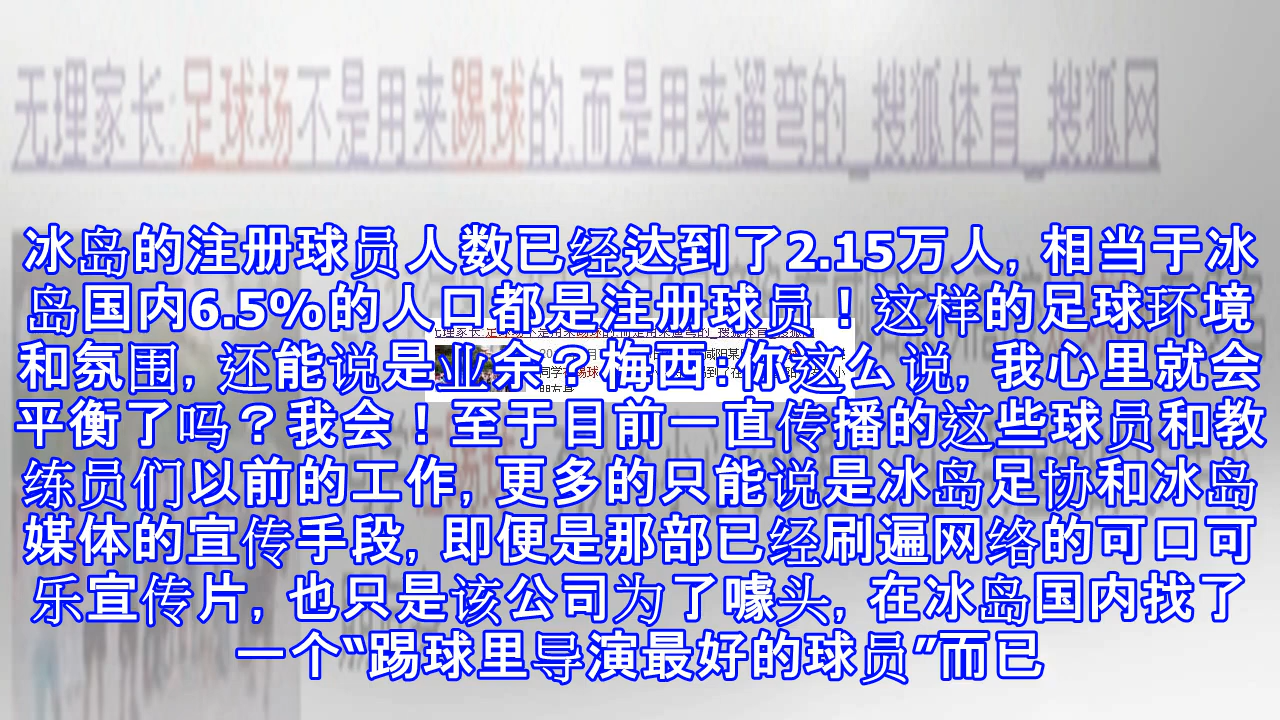 无理家长:足球场不是用来踢球的,而是用来遛弯的_搜狐体育_搜狐网
冰岛的注册球员人数已经达到了2.15万人, 相当于冰
岛国内6.5%的人口都是注册球员！这样的足球环境
和氛围, 还能说是业余？梅西:你这么说, 我心里就会
平衡了吗？我会！至于目前一直传播的这些球员和教
练员们以前的工作, 更多的只能说是冰岛足协和冰岛
媒体的宣传手段, 即便是那部已经刷遍网络的可口可
乐宣传片, 也只是该公司为了噱头, 在冰岛国内找了
一个“踢球里导演最好的球员”而已